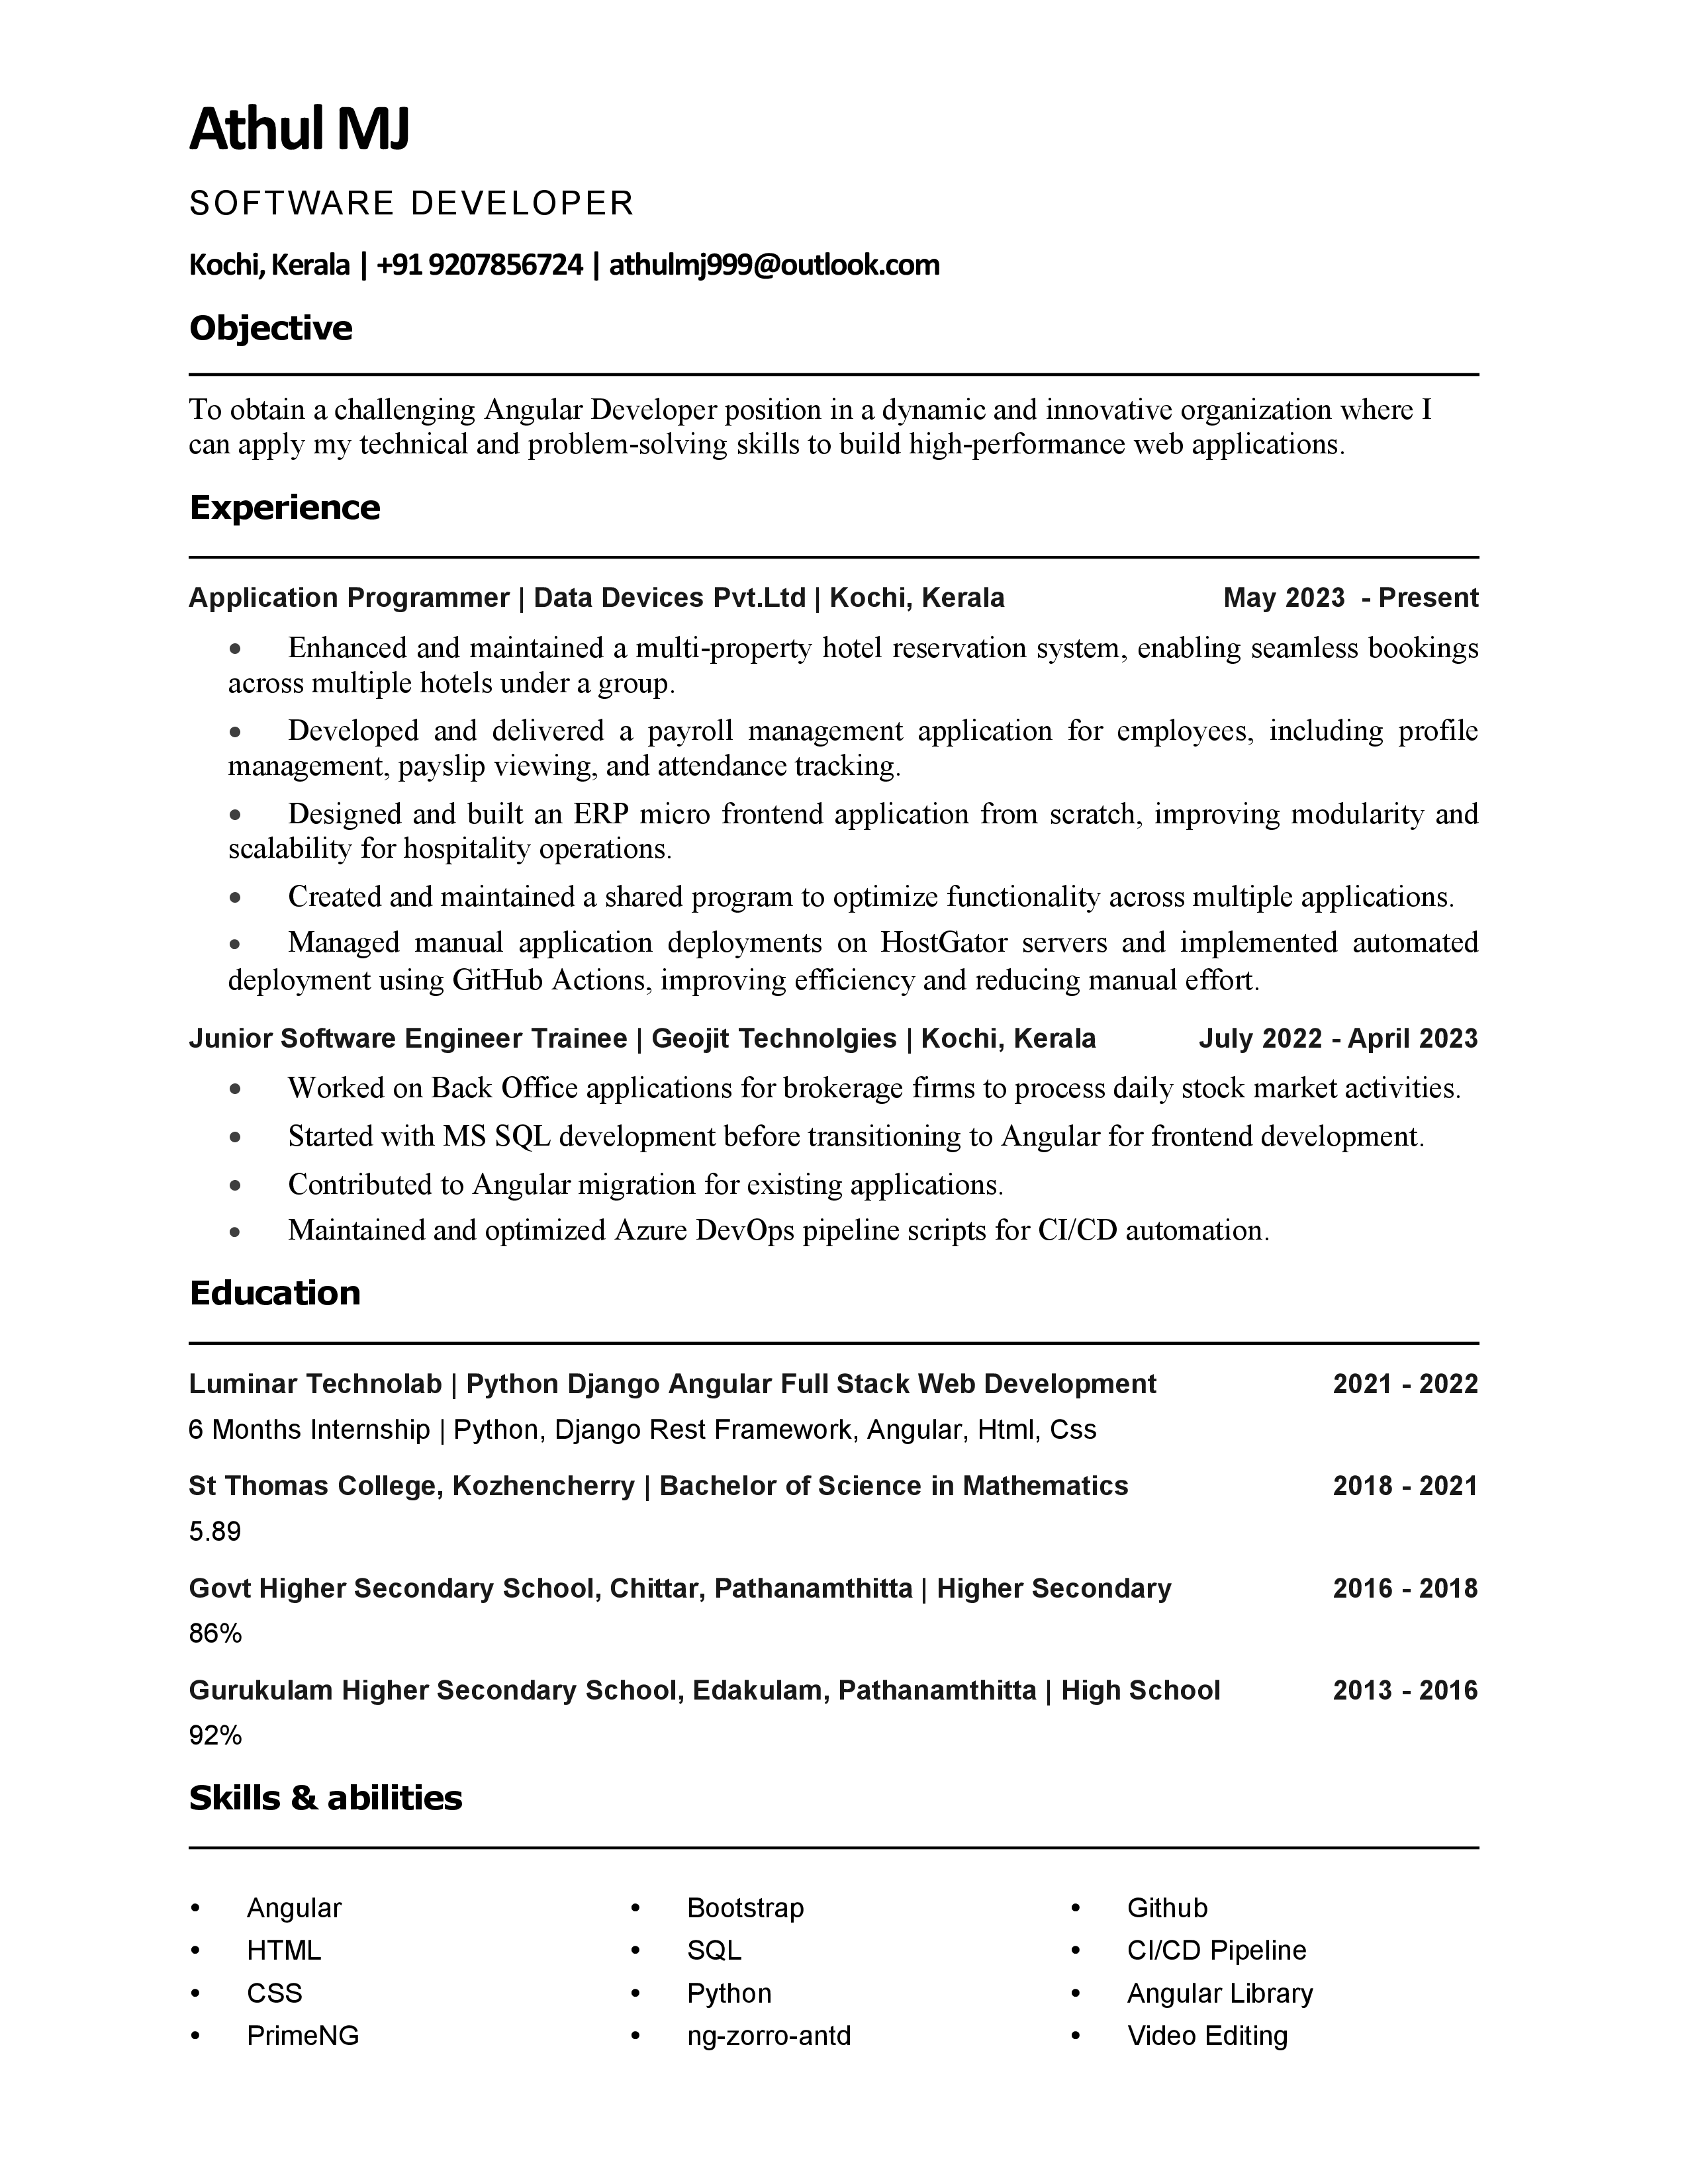 Athul MJ
SOFTWARE DEVELOPER
Kochi, Kerala | +91 9207856724 | athulmj999@outlook.com
Objective
To obtain a challenging Angular Developer position in a dynamic and innovative organization where I
can apply my technical and problem-solving skills to build high-performance web applications.
Experience
Application Programmer | Data Devices Pvt.Ltd | Kochi, Kerala May 2023 - Present
• Enhanced and maintained a multi-property hotel reservation system, enabling seamless bookings
across multiple hotels under a group.
• Developed and delivered a payroll management application for employees, including profile
management, payslip viewing, and attendance tracking.
• Designed and built an ERP micro frontend application from scratch, improving modularity and
scalability for hospitality operations.
• Created and maintained a shared program to optimize functionality across multiple applications.
• Managed manual application deployments on HostGator servers and implemented automated
deployment using GitHub Actions, improving efficiency and reducing manual effort.
Junior Software Engineer Trainee | Geojit Technolgies | Kochi, Kerala July 2022 - April 2023
• Worked on Back Office applications for brokerage firms to process daily stock market activities.
• Started with MS SQL development before transitioning to Angular for frontend development.
• Contributed to Angular migration for existing applications.
• Maintained and optimized Azure DevOps pipeline scripts for CI/CD automation.
Education
Luminar Technolab | Python Django Angular Full Stack Web Development 2021 - 2022
6 Months Internship | Python, Django Rest Framework, Angular, Html, Css
St Thomas College, Kozhencherry | Bachelor of Science in Mathematics 2018 - 2021
5.89
Govt Higher Secondary School, Chittar, Pathanamthitta | Higher Secondary 2016 - 2018
86%
Gurukulam Higher Secondary School, Edakulam, Pathanamthitta | High School 2013 - 2016
92%
Skills & abilities
• Angular
• HTML
• CSS
• PrimeNG
• Bootstrap
• SQL
• Python
• ng-zorro-antd
• Github
• CI/CD Pipeline
• Angular Library
• Video Editing